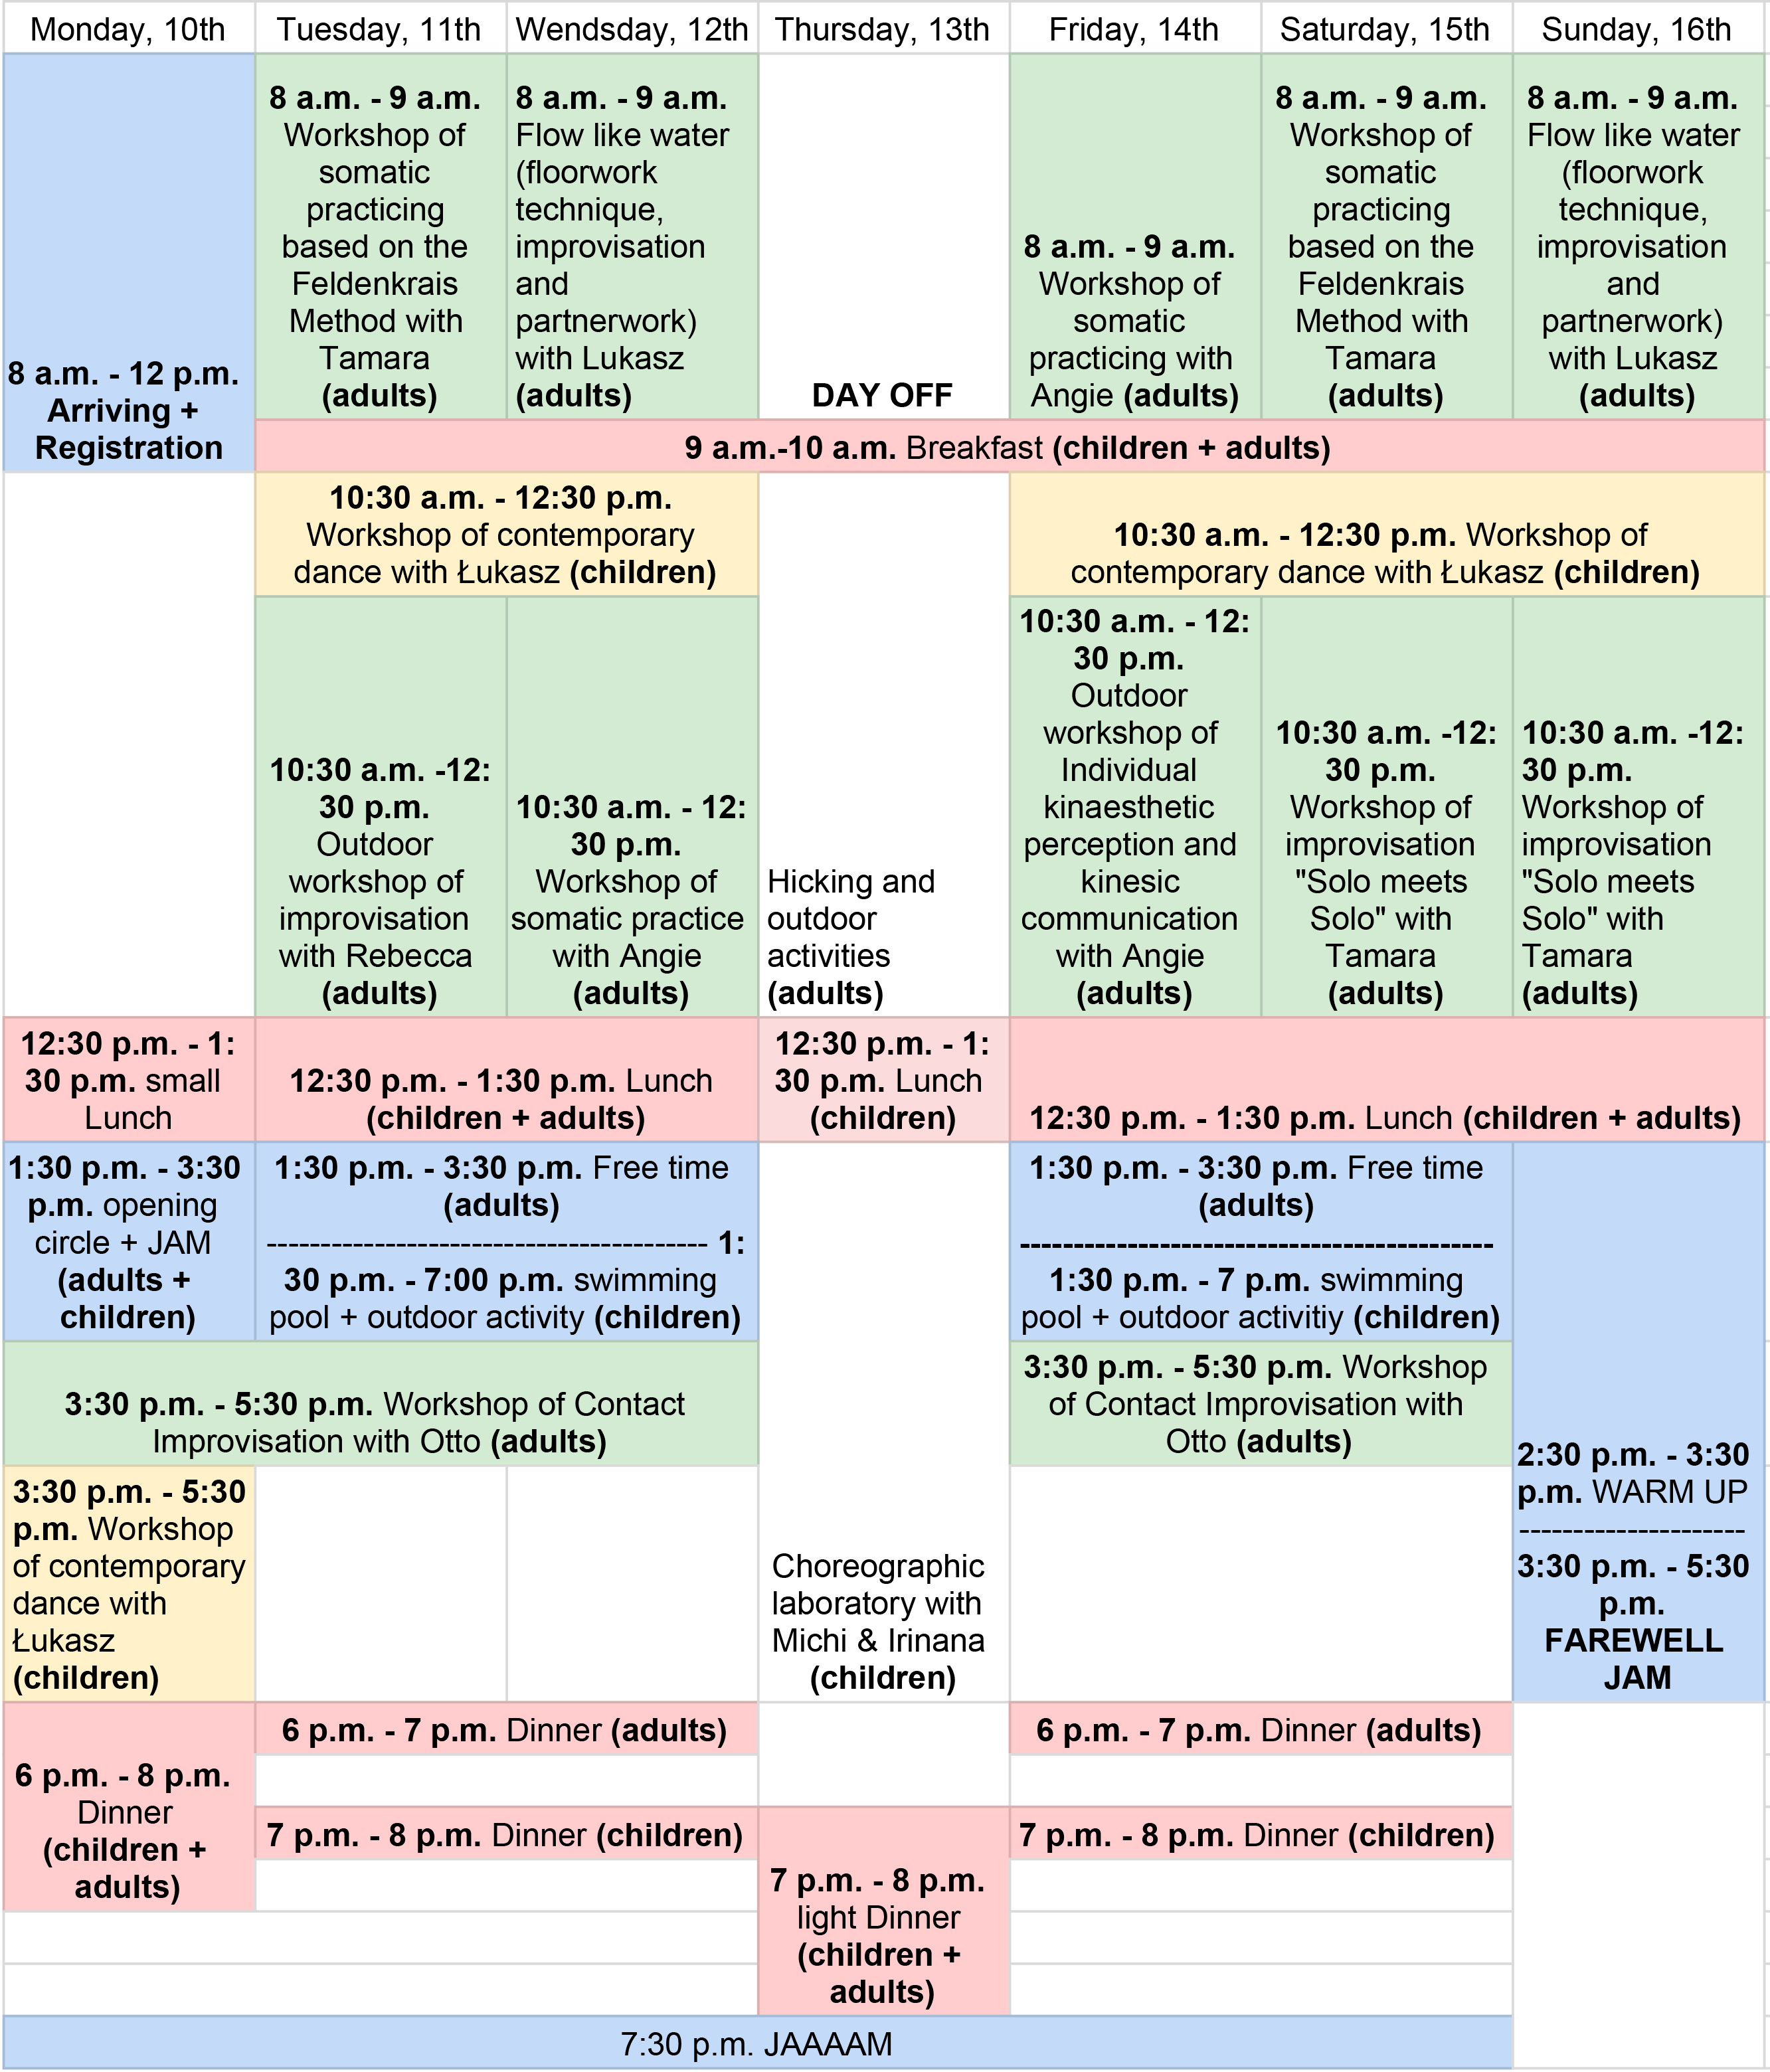 Monday, 10th
Tuesday, 11th
Wendsday, 12th
Thursday, 13th
Friday, 14th
Saturday, 15th
Sunday, 16th
8 a.m. - 12 p.m.
Arriving +
Registration
8 a.m. - 9 a.m.
Workshop of
somatic
practicing
based on the
Feldenkrais
Method with
Tamara
(adults)
8 a.m. - 9 a.m.
Flow like water
(floorwork
technique,
improvisation
and
partnerwork)
with Lukasz
(adults)
DAY OFF
8 a.m. - 9 a.m.
Workshop of
somatic
practicing with
Angie (adults)
8 a.m. - 9 a.m.
Workshop of
somatic
practicing
based on the
Feldenkrais
Method with
Tamara
(adults)
8 a.m. - 9 a.m.
Flow like water
(floorwork
technique,
improvisation
and
partnerwork)
with Lukasz
(adults)
9 a.m.-10 a.m. Breakfast (children + adults)
10:30 a.m. - 12:30 p.m.
Workshop of contemporary
dance with Łukasz (children)
10:30 a.m. - 12:30 p.m. Workshop of
contemporary dance with Łukasz (children)
10:30 a.m. -12:
30 p.m.
Outdoor
workshop of
improvisation
with Rebecca
(adults)
10:30 a.m. - 12:
30 p.m.
Workshop of
somatic practice
with Angie
(adults)
Hicking and
outdoor
activities
(adults)
10:30 a.m. - 12:
30 p.m.
Outdoor
workshop of
Individual
kinaesthetic
perception and
kinesic
communication
with Angie
(adults)
10:30 a.m. -12:
30 p.m.
Workshop of
improvisation
"Solo meets
Solo" with
Tamara
(adults)
10:30 a.m. -12:
30 p.m.
Workshop of
improvisation
"Solo meets
Solo" with
Tamara
(adults)
12:30 p.m. - 1:
30 p.m. small
Lunch
12:30 p.m. - 1:30 p.m. Lunch
(children + adults)
12:30 p.m. - 1:
30 p.m. Lunch
(children)
12:30 p.m. - 1:30 p.m. Lunch (children + adults)
1:30 p.m. - 3:30
p.m. opening
circle + JAM
(adults +
children)
1:30 p.m. - 3:30 p.m. Free time
(adults)
----------------------------------------- 1:
30 p.m. - 7:00 p.m. swimming
pool + outdoor activity (children)
1:30 p.m. - 3:30 p.m. Free time
(adults)
--------------------------------------------
1:30 p.m. - 7 p.m. swimming
pool + outdoor activitiy (children)
3:30 p.m. - 5:30 p.m. Workshop of Contact
Improvisation with Otto (adults)
3:30 p.m. - 5:30 p.m. Workshop
of Contact Improvisation with
Otto (adults)
2:30 p.m. - 3:30
p.m. WARM UP
---------------------
3:30 p.m. - 5:30
p.m.
FAREWELL
JAM
3:30 p.m. - 5:30
p.m. Workshop
of contemporary
dance with
Łukasz
(children)
Choreographic
laboratory with
Michi & Irinana
(children)
6 p.m. - 8 p.m.
Dinner
(children +
adults)
6 p.m. - 7 p.m. Dinner (adults)
6 p.m. - 7 p.m. Dinner (adults)
7 p.m. - 8 p.m. Dinner (children)
7 p.m. - 8 p.m.
light Dinner
(children +
adults)
7 p.m. - 8 p.m. Dinner (children)
7:30 p.m. JAAAAM